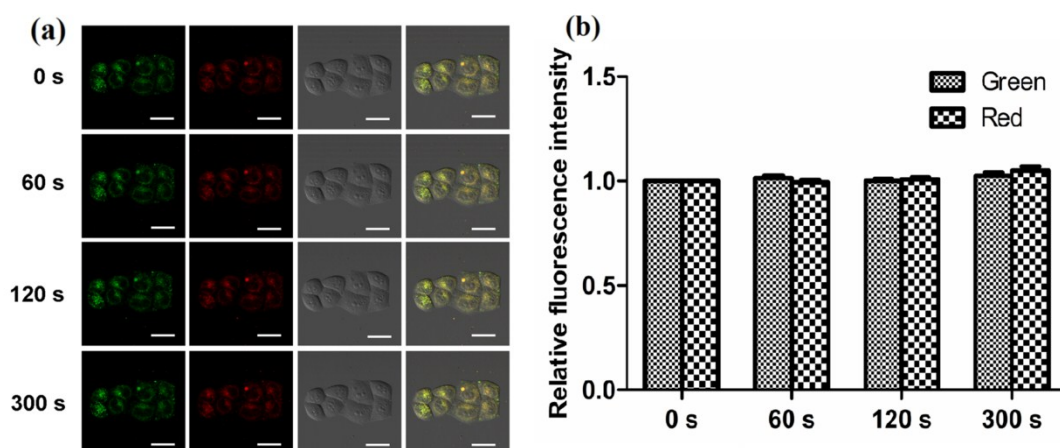 (a)
0 s
60 s
120 s
300 s
(b)
Relative fluorescence intensity
1.5
1.0
0.5
0.0
Green
Red
0 s
60 s
120 s
300 s